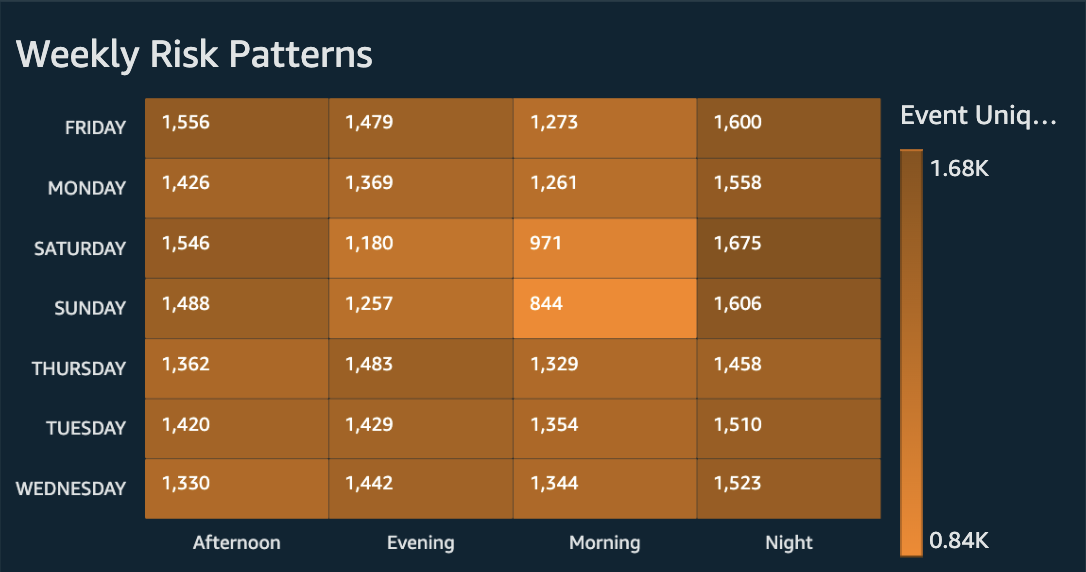 Weekly Risk Patterns
Event Uniq...
FRIDAY 1,556 1,479 1,273 1,600
1.68K
MONDAY 1,426 1,369 1,261 1,558
SATURDAY 1,546 1,180 971 1,675
SUNDAY 1,488 1,257 844 1,606
THURSDAY 1,362 1,483 1,329 1,458
TUESDAY 1,420 1,429 1,354 1,510
WEDNESDAY 1,330 1,442 1,344 1,523
Afternoon Evening Morning Night
0.84K